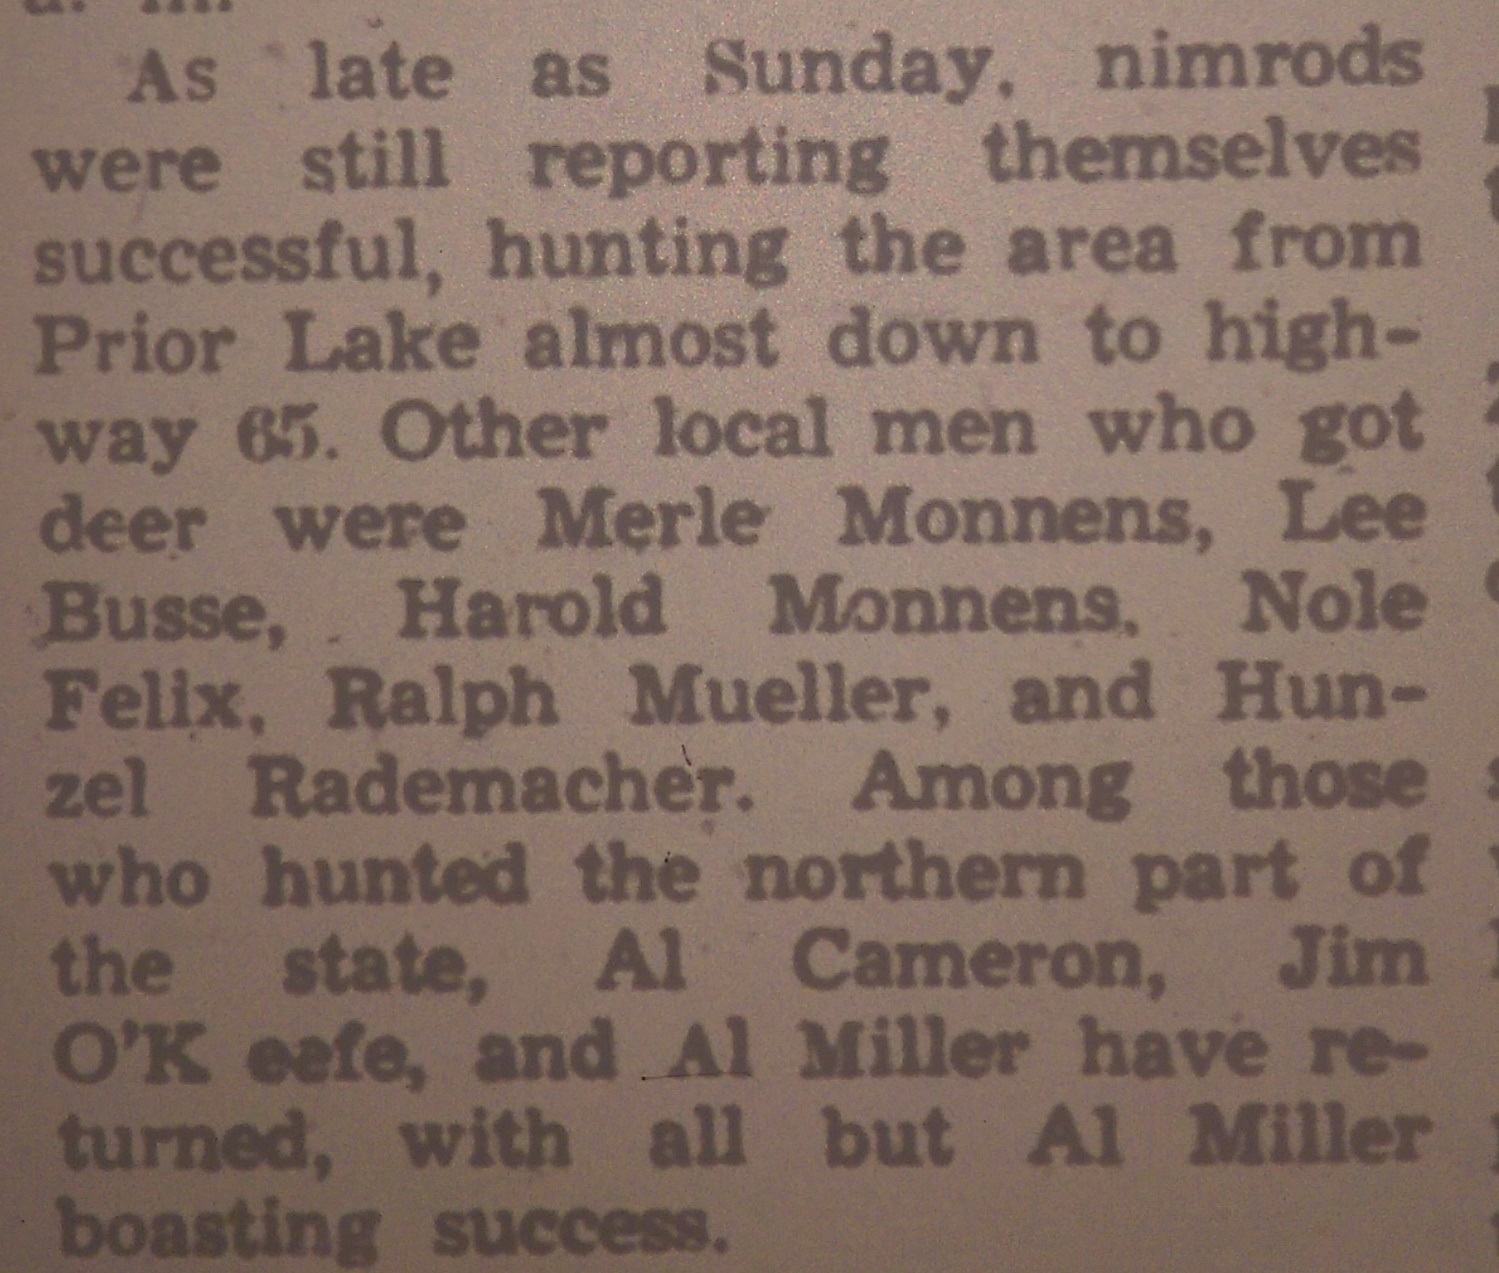 As late as Sunday, nimrods
were still reporting themselves
successful, hunting the area from
Prior Lake almost down to high-
way 65. Other local men who got
deer were Merle Monnens, Lee
Busse, Harold Monnens, Nole
Felix, Ralph Mueller, and Hun-
zel Rademacher. Among those
who hunted the northern part of
the state, Al Cameron, Jim
O'K eefe, and Al Miller have re-
turned, with all but Al Miller
boasting success.